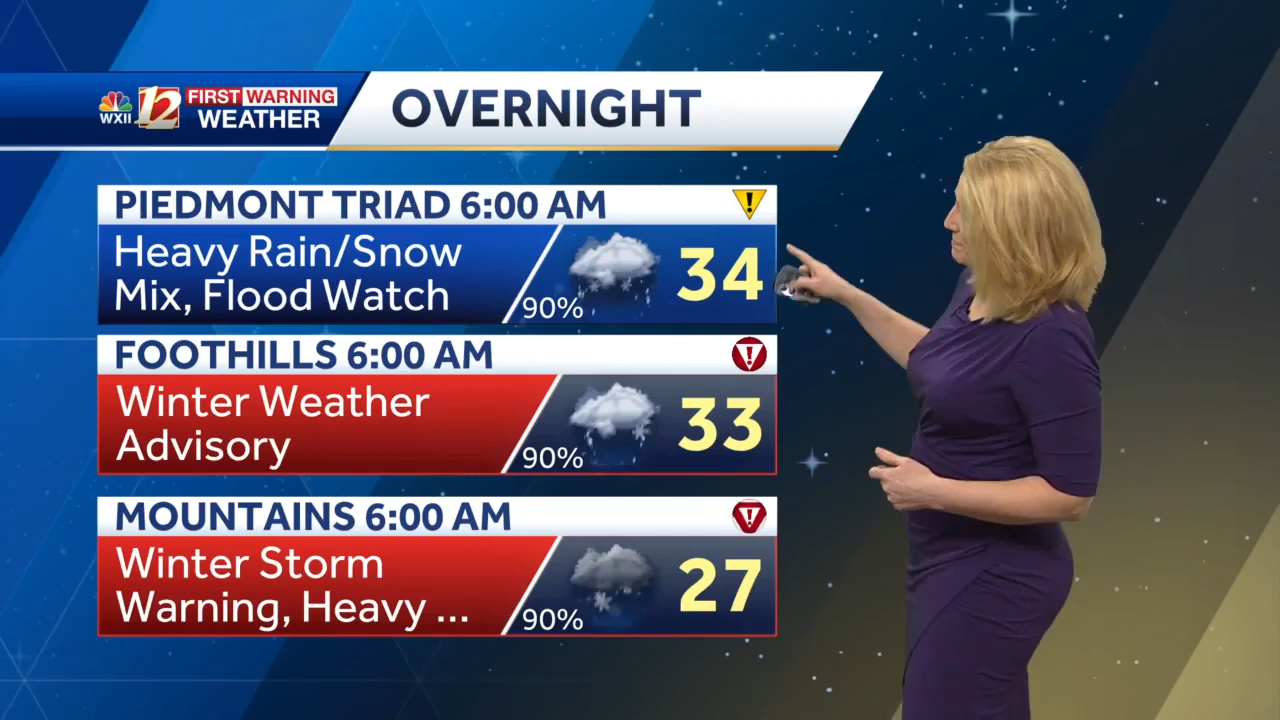 WXII 12 FIRST WARNING
WEATHER
OVERNIGHT
PIEDMONT TRIAD 6:00 AM
Heavy Rain/Snow
Mix, Flood Watch
90%
34
FOOTHILLS 6:00 AM
Winter Weather
Advisory
90%
33
MOUNTAINS 6:00 AM
Winter Storm
Warning, Heavy ...
90%
27